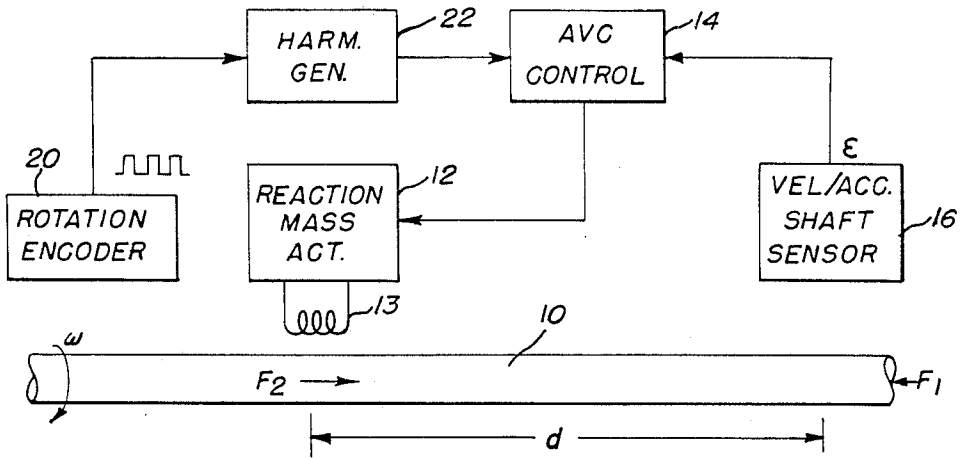 22
HARM.
GEN.
14
AVC
CONTROL
20
ROTATION
ENCODER
12
REACTION
MASS
ACT.
13
ε
VEL/ACC.
SHAFT
SENSOR
16
10
ω
F2
F1
d